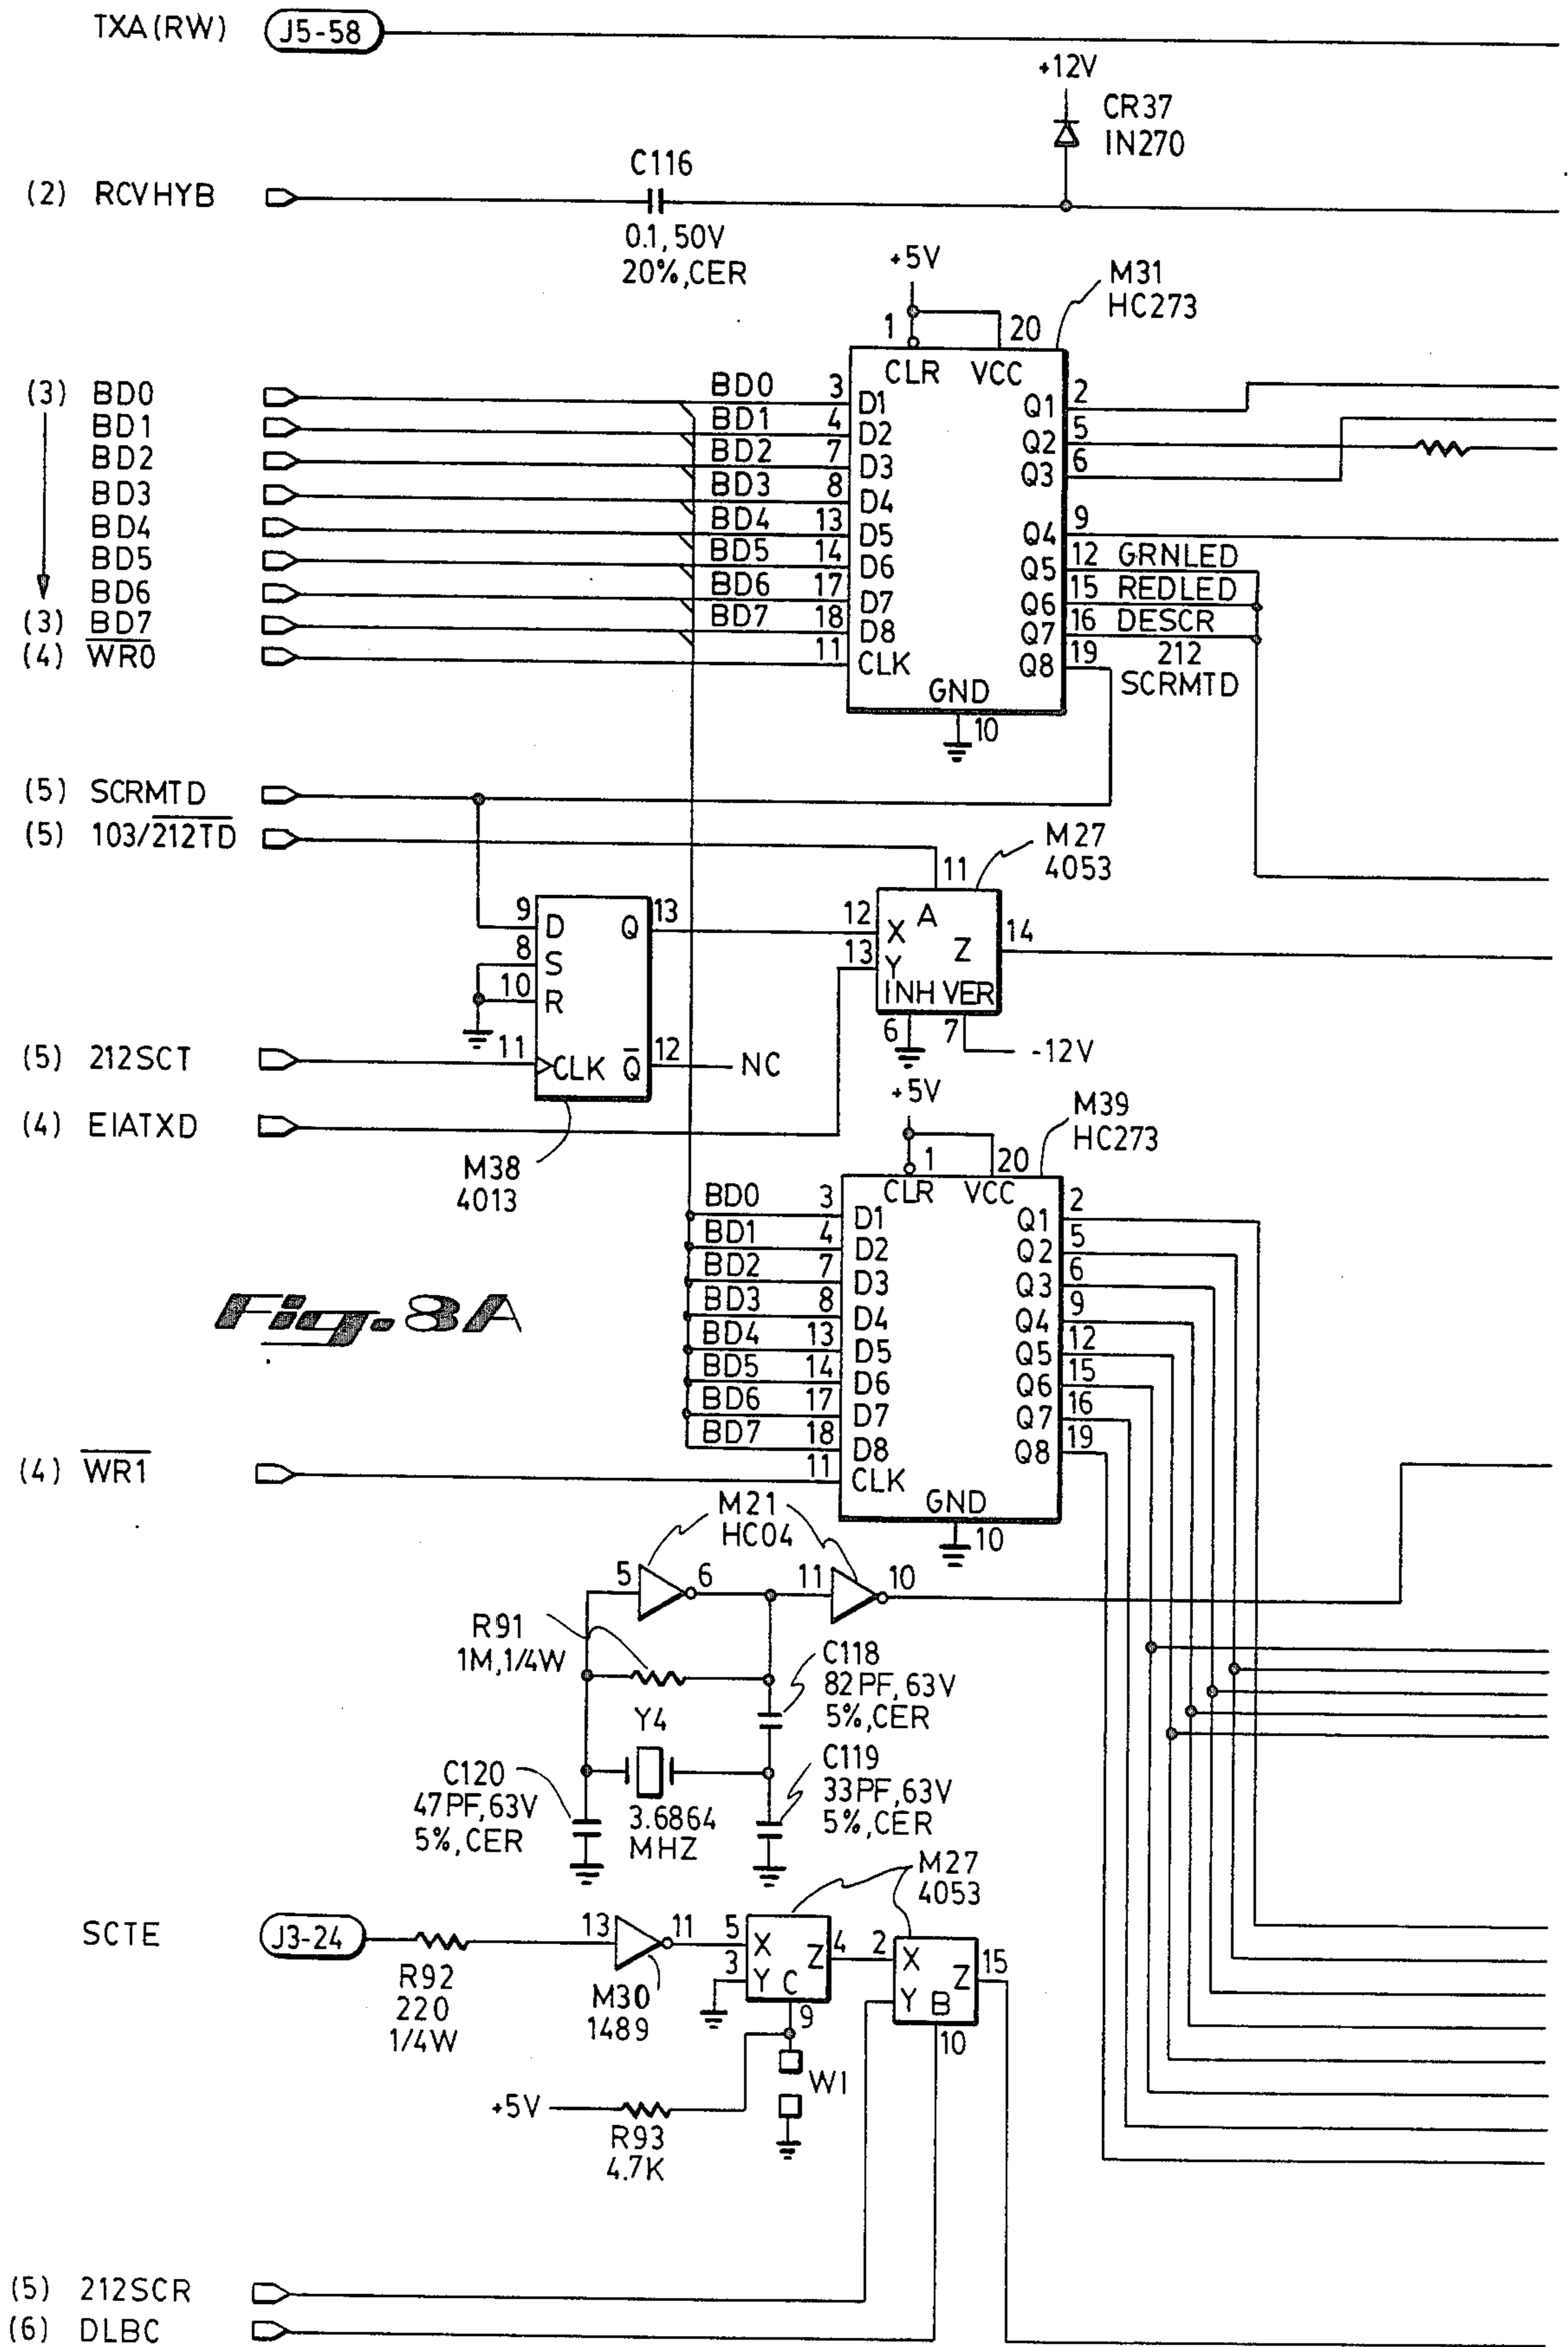 TXA(RW) J5-58
+12V
CR37
IN270
C116
(2) RCVHYB
0.1,50V
20%,CER
+5V
M31
HC273
1 20
CLR VCC
(3) BD0 BD0 3 D1 Q1 2
BD1 BD1 4 D2 Q2 5
BD2 BD2 7 D3 Q3 6
BD3 BD3 8 D4
BD4 BD4 13 D5 Q4 9
BD5 BD5 14 D6 Q5 12 GRNLED
BD6 BD6 17 D7 Q6 15 REDLED
(3) BD7 BD7 18 D8 Q7 16 DESCR
(4) WR0 11 CLK Q8 19 212
SCRMTD
GND
10
(5) SCRMTD
(5) 103/212TD
M27
4053
11
9 D Q 13 12 X A Z 14
8 S 13 Y
10 R INH VER
6 7
-12V
(5) 212SCT 11 CLK Q 12 NC
+5V
(4) EIATXD
M39
HC273
M38
4013
1 20
CLR VCC
BD0 3 D1 Q1 2
BD1 4 D2 Q2 5
BD2 7 D3 Q3 6
BD3 8 D4 Q4 9
BD4 13 D5 Q5 12
BD5 14 D6 Q6 15
BD6 17 D7 Q7 16
BD7 18 D8 Q8 19
Fig. 8A
(4) WR1 11 CLK
GND
10
M21
HC04
5 6 11 10
R91
1M,1/4W
C118
82PF,63V
5%,CER
Y4
3.6864
MHZ
C119
33PF,63V
5%,CER
C120
47PF,63V
5%,CER
M27
4053
SCTE J3-24 13 11 5 X Z 4 2 X Z 15
3 Y C Y B
9 10
R92
220
1/4W
M30
1489
W1
+5V
R93
4.7K
(5) 212SCR
(6) DLBC